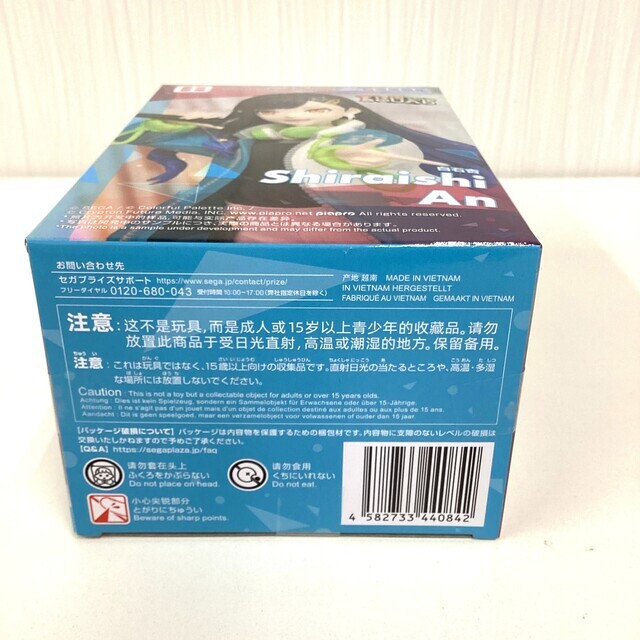 白石杏
Shiraishi
An
© SEGA / © Colorful Palette Inc. /
© Crypton Future Media, INC. www.piapro.net piapro All rights reserved.
*The photo is a sample under development and may differ from the actual product.
お問い合わせ先
セガプライズサポート https://www.sega.jp/contact/prize/
フリーダイヤル 0120-680-043 受付時間 10:00~17:00 (弊社指定休日を除く)
产地 越南 MADE IN VIETNAM
IN VIETNAM HERGESTELLT
FABRIQUÉ AU VIETNAM GEMAAKT IN VIETNAM
注意：这不是玩具，而是成人或15岁以上青少年的收藏品。请勿
放置此商品于受日光直射，高温或潮湿的地方。保留备用。
注意：これは玩具ではなく、15歳以上向けの収集品です。直射日光の当たるところや、高温・多湿
な場所には放置しないでください。
Caution : This is not a toy but a collectable object for adults or over 15 years old.
Achtung : Dies ist kein Spielzeug, sondern ein Sammelobjekt für Erwachsene oder über 15-Jährige.
Attention : Il ne s'agit pas d'un jouet mais d'un objet de collection destiné aux adultes ou aux plus de 15 ans.
Aandacht : Dit is geen speelgoed, maar een verzamelobject voor volwassenen of ouder dan 15 jaar.
【パッケージ破損について】パッケージは内容物を保護するための梱包材です。内容物に支障のないレベルの破損は
交換いたしかねますので予めご了承ください。
【Q&A】https://segaplaza.jp/faq
请勿套在头上
ふくろをかぶらない
Do not place on head.
请勿食用
くちにいれない
Do not eat.
小心尖锐部分
とがりにちゅうい
Beware of sharp points.
4 582733 440842